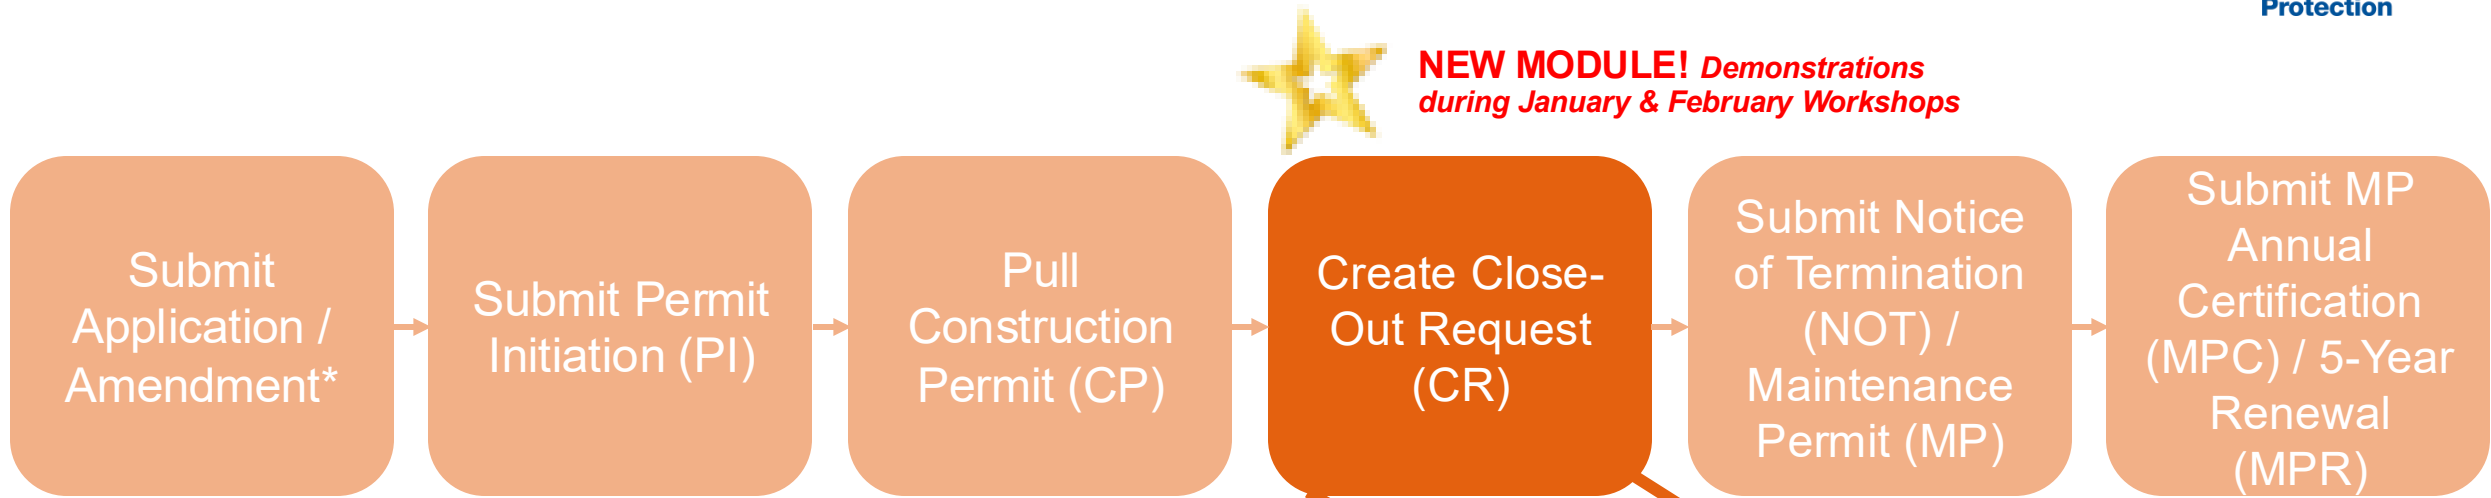 Protection
NEW MODULE! Demonstrations
during January & February Workshops
Submit
Application /
Amendment*
Submit Permit
Initiation (PI)
Pull
Construction
Permit (CP)
Create Close-
Out Request
(CR)
Submit Notice
of Termination
(NOT) /
Maintenance
Permit (MP)
Submit MP
Annual
Certification
(MPC) / 5-Year
Renewal
(MPR)